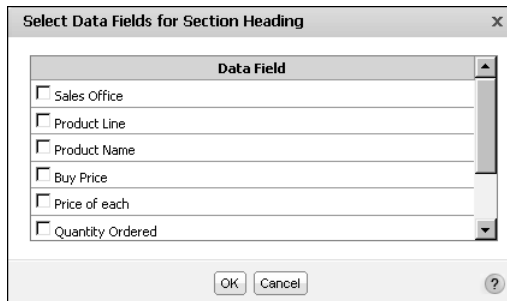 Select Data Fields for Section Heading x
Data Field
Sales Office
Product Line
Product Name
Buy Price
Price of each
Quantity Ordered
OK Cancel ?